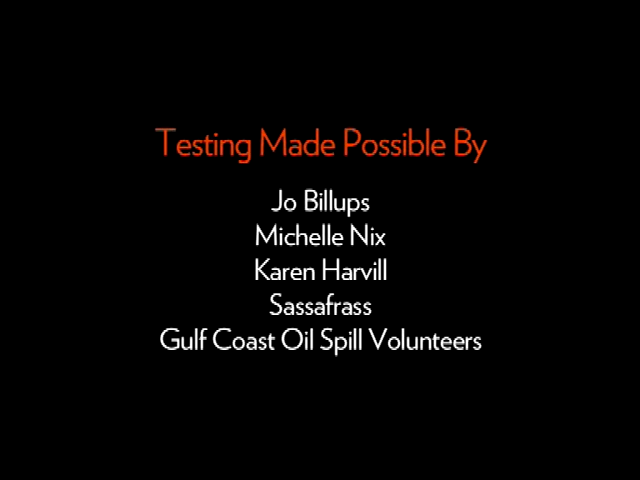 Testing Made Possible By
Jo Billups
Michelle Nix
Karen Harvill
Sassafrass
Gulf Coast Oil Spill Volunteers